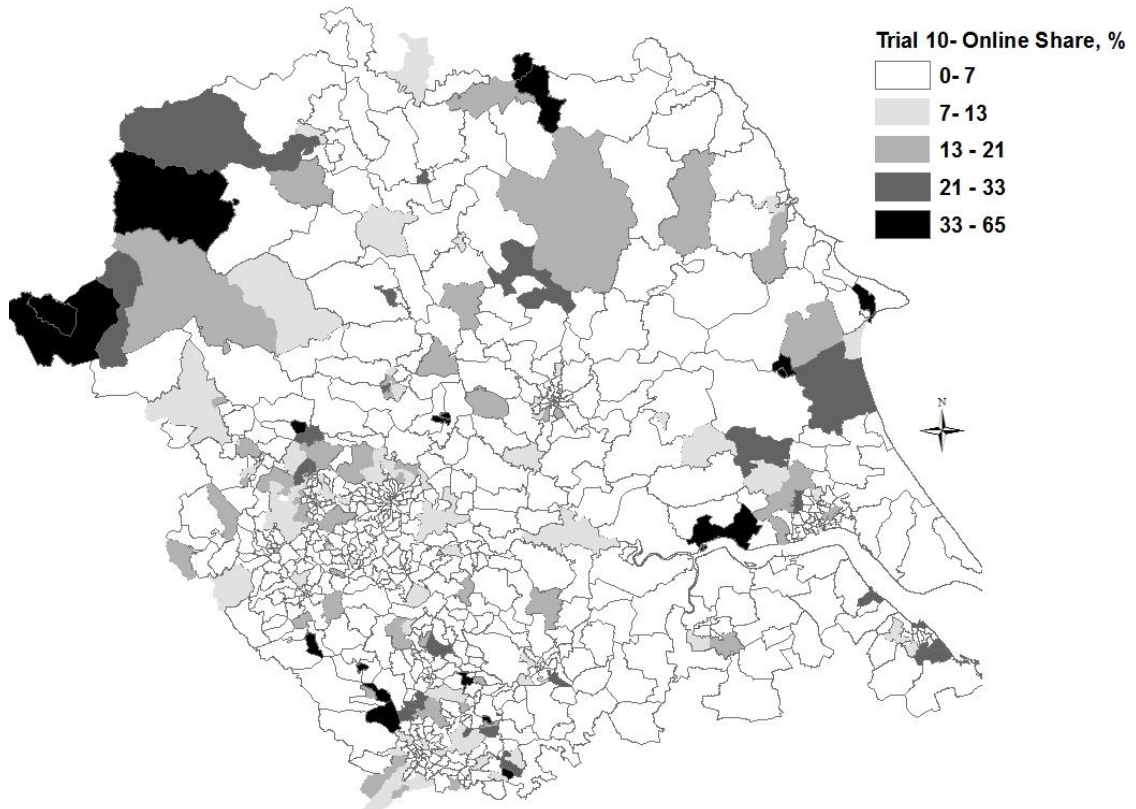 Trial 10- Online Share, %
0- 7
7- 13
13 - 21
21 - 33
33 - 65
N